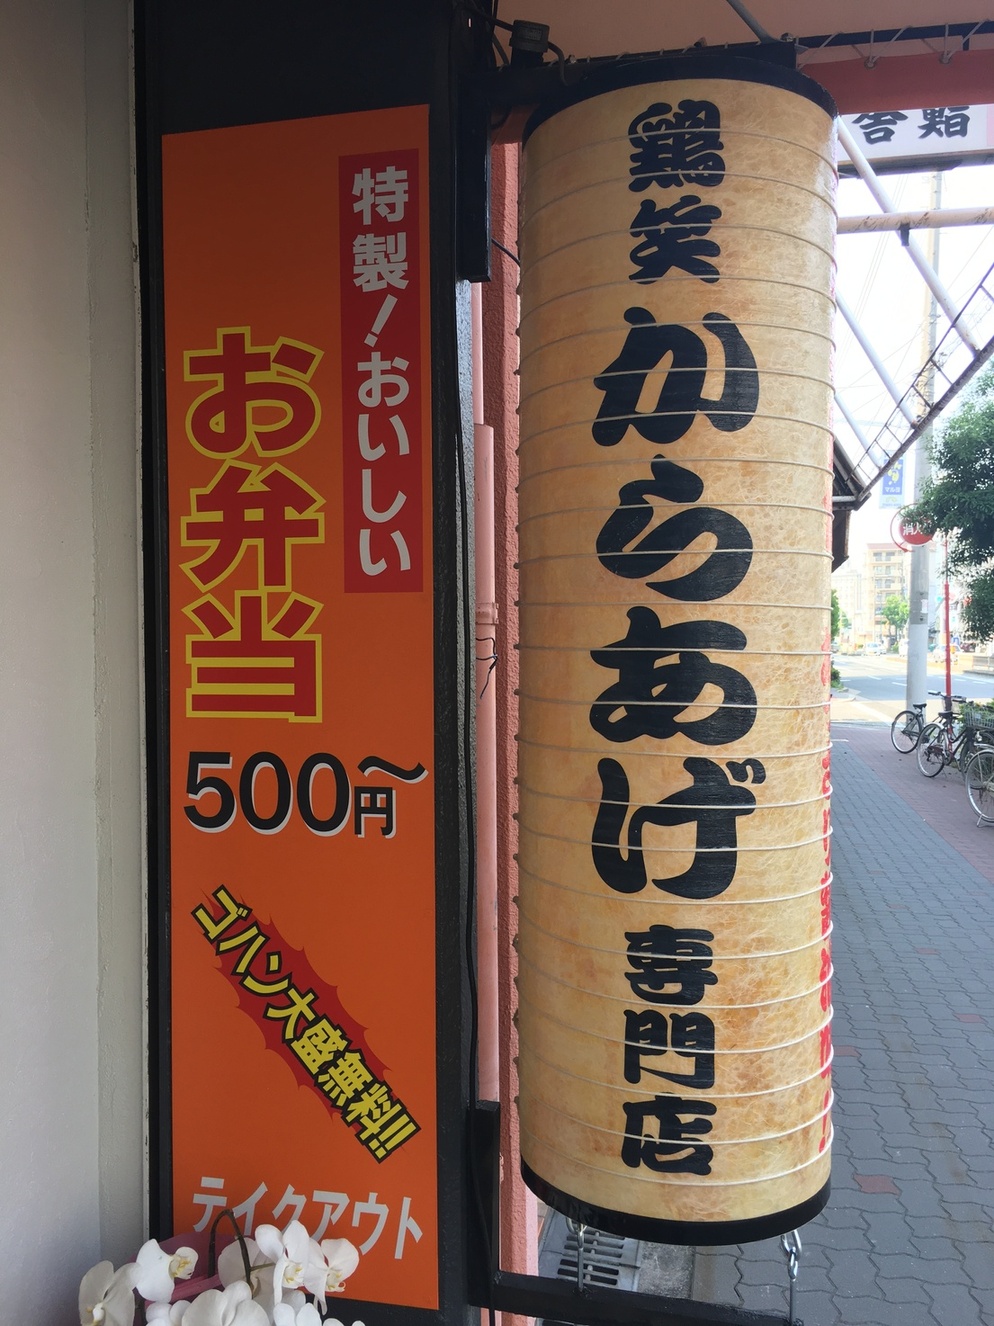 特製!おいしい
お弁当
500円〜
ゴハン大盛無料!!
テイクアウト
鶏笑
からあげ
専門店
鮨